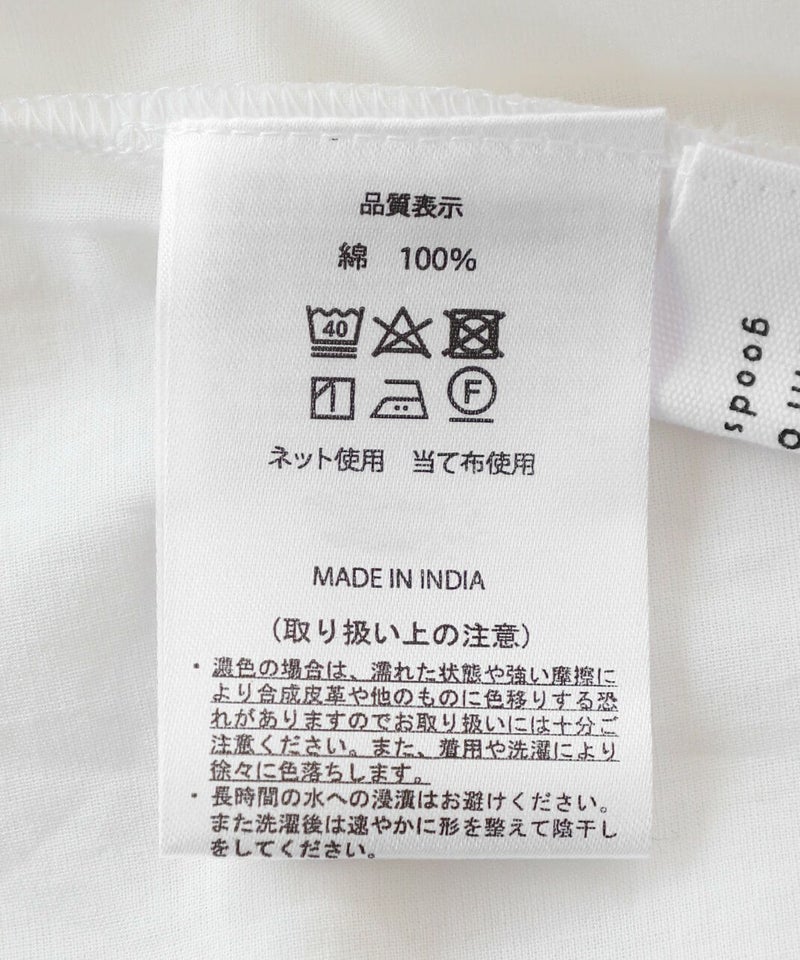 品質表示
綿 100%
40
F
ネット使用 当て布使用
MADE IN INDIA
(取り扱い上の注意)
・濃色の場合は、濡れた状態や強い摩擦に
より合成皮革や他のものに色移りする恐
れがありますのでお取り扱いには十分ご
注意ください。また、着用や洗濯により
徐々に色落ちします。
・長時間の水への浸漬はお避けください。
また洗濯後は速やかに形を整えて陰干し
をしてください。
goods